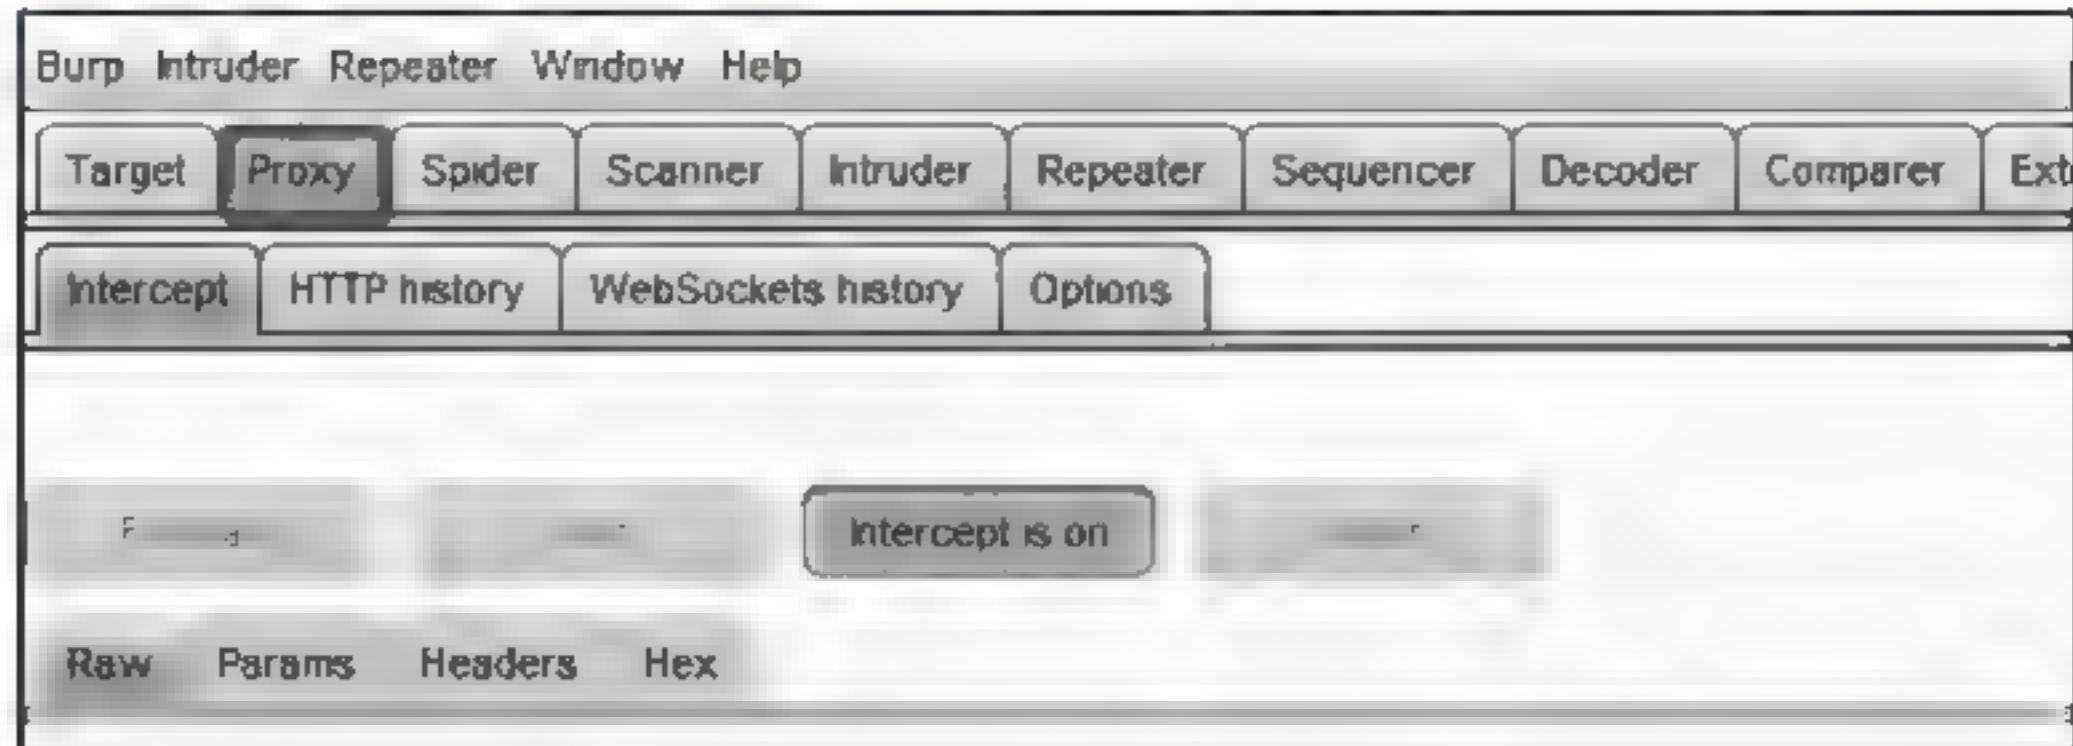 Burp Intruder Repeater Window Help
Target Proxy Spider Scanner Intruder Repeater Sequencer Decoder Comparer
Intercept HTTP history WebSockets history Options
Intercept is on
Raw Params Headers Hex